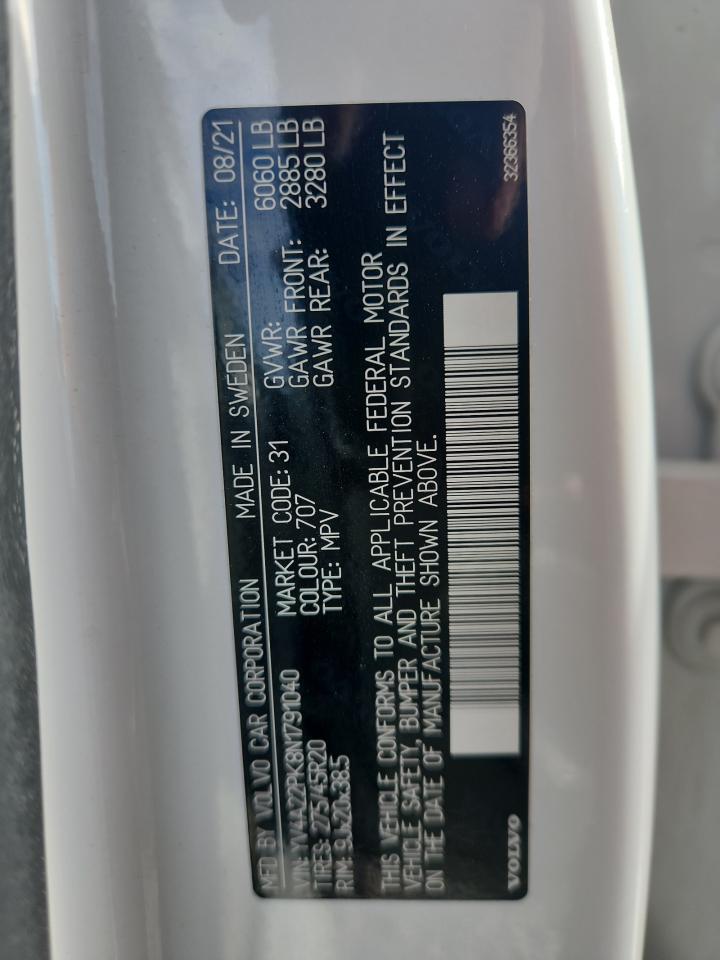 MFD BY VOLVO CAR CORPORATION MADE IN SWEDEN DATE: 08/21
VIN: YV4A22PK8N1791040 MARKET CODE: 31 GVWR: 6060 LB
TIRES: 275/45R20 COLOUR: 707 GAWR FRONT: 2885 LB
RIM: 9Jx20x38.5 TYPE: MPV GAWR REAR: 3280 LB
THIS VEHICLE CONFORMS TO ALL APPLICABLE FEDERAL MOTOR
VEHICLE SAFETY, BUMPER AND THEFT PREVENTION STANDARDS IN EFFECT
ON THE DATE OF MANUFACTURE SHOWN ABOVE.
VOLVO 32366354